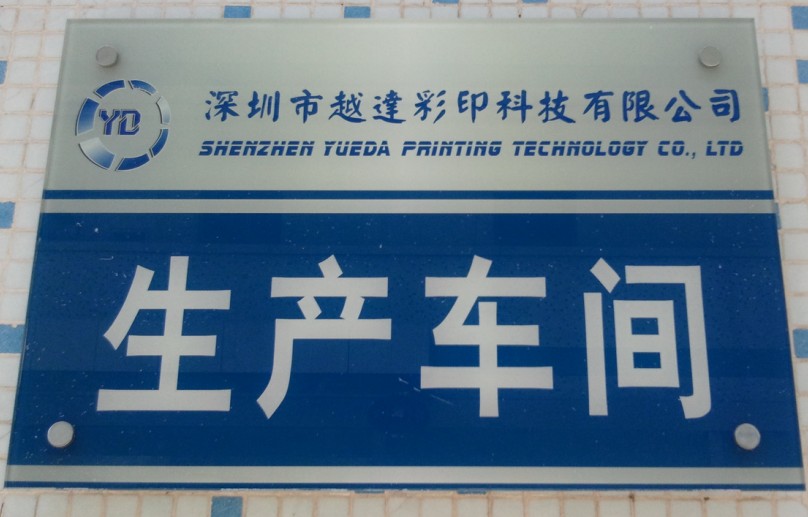 YD
深圳市越達彩印科技有限公司
SHENZHEN YUEDA PRINTING TECHNOLOGY CO., LTD
生产车间